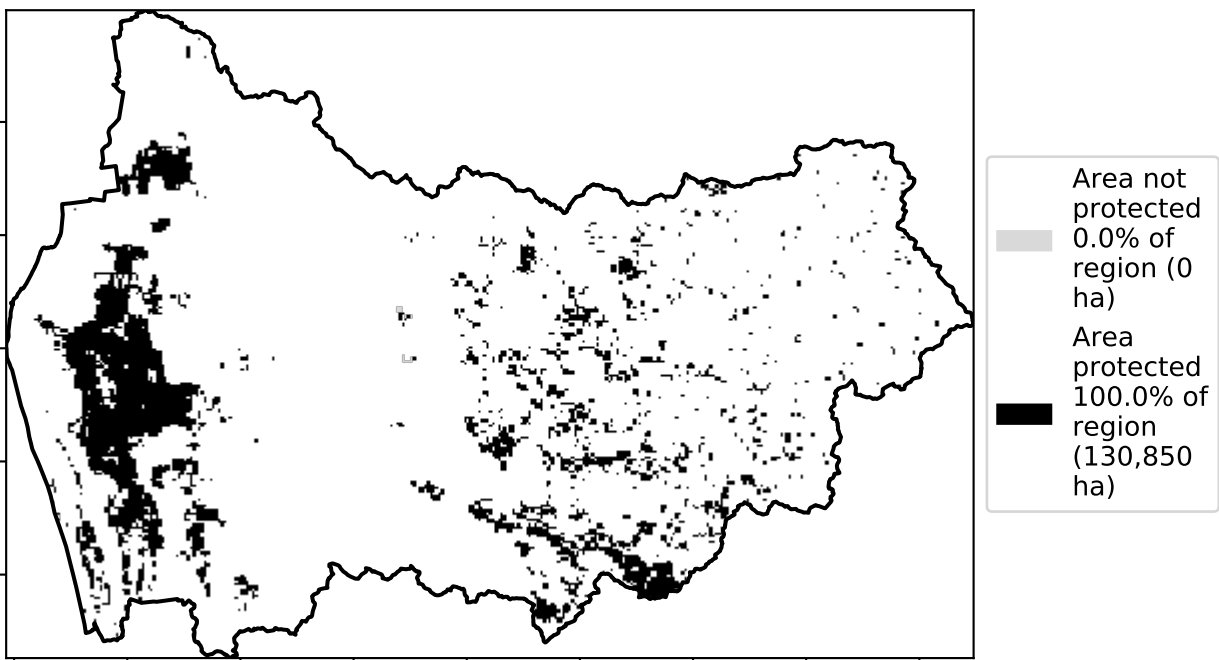 Area not
protected
0.0% of
region (0
ha)
Area
protected
100.0% of
region
(130,850
ha)